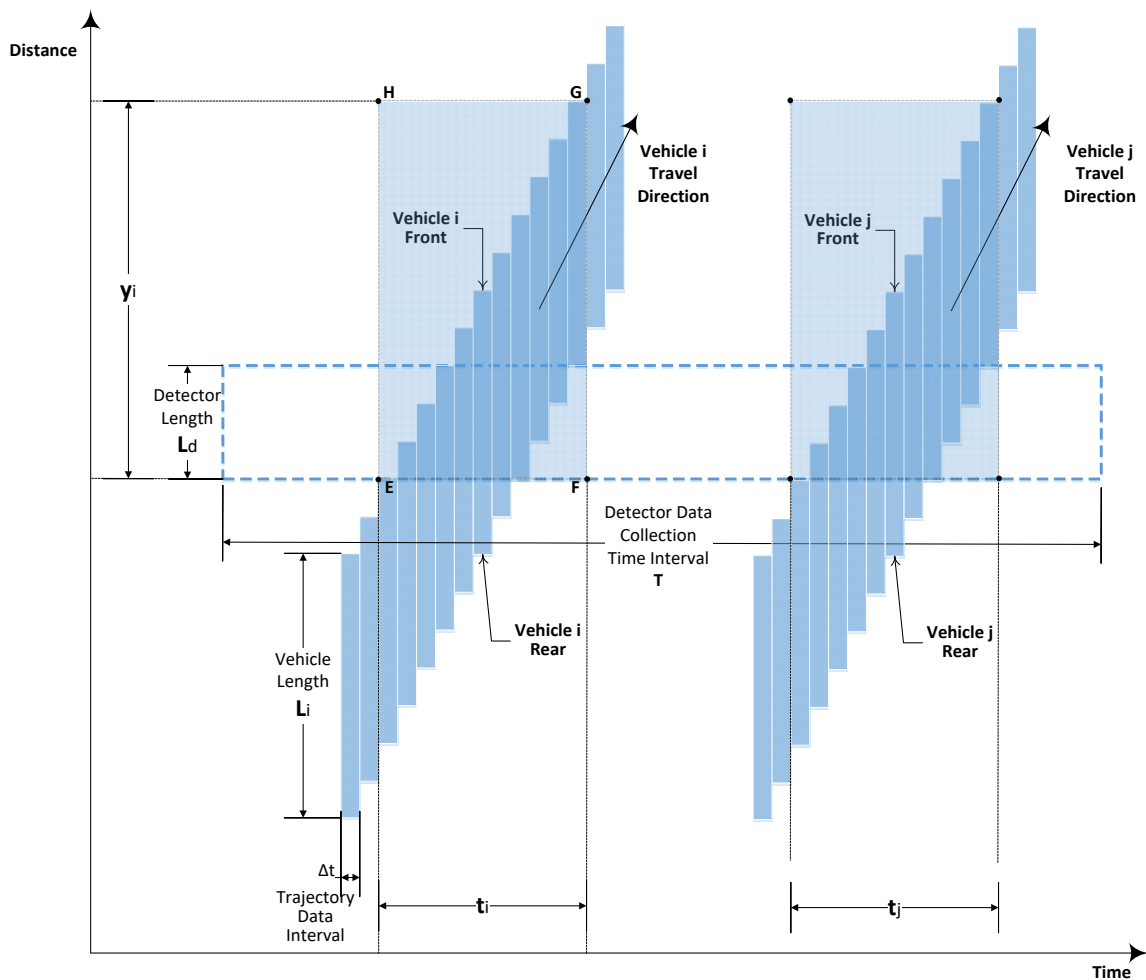 Distance
H
G
Vehicle i
Travel
Direction
Vehicle j
Travel
Direction
Vehicle i
Front
Vehicle j
Front
yi
Detector
Length
Ld
E
F
Detector Data
Collection
Time Interval
T
Vehicle i
Rear
Vehicle j
Rear
Vehicle
Length
Li
Δt
Trajectory
Data
Interval
ti
tj
Time